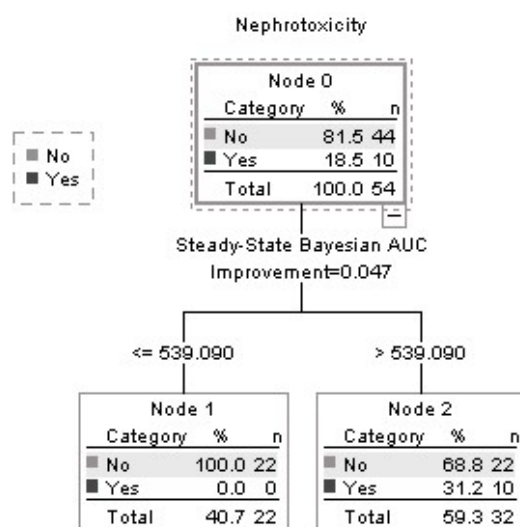 Nephrotoxicity
Node 0
Category % n
No 81.5 44
Yes 18.5 10
Total 100.0 54
No
Yes
Steady-State Bayesian AUC
Improvement=0.047
<= 539.090 > 539.090
Node 1
Category % n
No 100.0 22
Yes 0.0 0
Total 40.7 22
Node 2
Category % n
No 68.8 22
Yes 31.2 10
Total 59.3 32